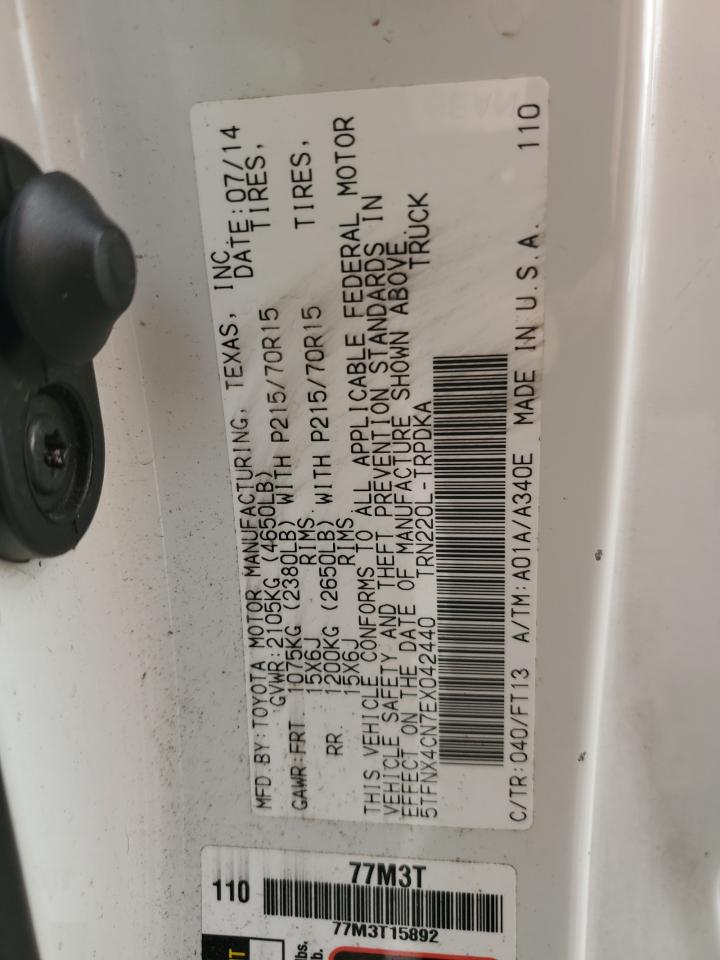 MFD.BY:TOYOTA MOTOR MANUFACTURING, TEXAS, INC.
GVWR:2105KG (4650LB) DATE:07/14
GAWR:FRT 1075KG (2380LB) WITH P215/70R15 TIRES,
15X6J RIMS
RR. 1200KG (2650LB) WITH P215/70R15 TIRES,
15X6J RIMS
THIS VEHICLE CONFORMS TO ALL APPLICABLE FEDERAL MOTOR
VEHICLE SAFETY AND THEFT PREVENTION STANDARDS IN
EFFECT ON THE DATE OF MANUFACTURE SHOWN ABOVE.
5TFNX4CN7EX042440 TRN220L-TRPDKA TRUCK
C/TR:040/FT13 A/TM:A01A/A340E MADE IN U.S.A. 110
110 77M3T
77M3T15892
lbs.